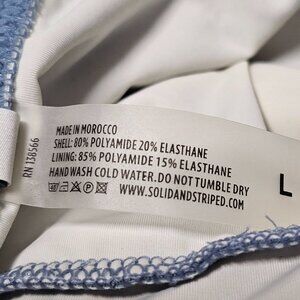 MADE IN MOROCCO
SHELL: 80% POLYAMIDE 20% ELASTHANE
LINING: 85% POLYAMIDE 15% ELASTHANE
HAND WASH COLD WATER. DO NOT TUMBLE DRY
WWW.SOLIDANDSTRIPED.COM
RN 138566
L